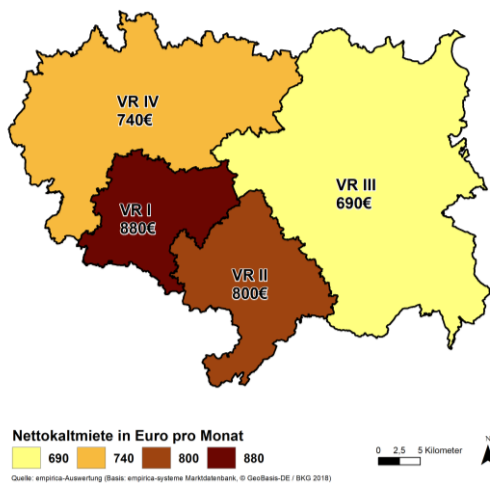 VR IV
740€
VR III
690€
VR I
880€
VR II
800€
Nettokaltmiete in Euro pro Monat
690 740 800 880
0 2,5 5 Kilometer
N
Quelle: empirica-Auswertung (Basis: empirica-systeme Marktdatenbank, © GeoBasis-DE / BKG 2018)